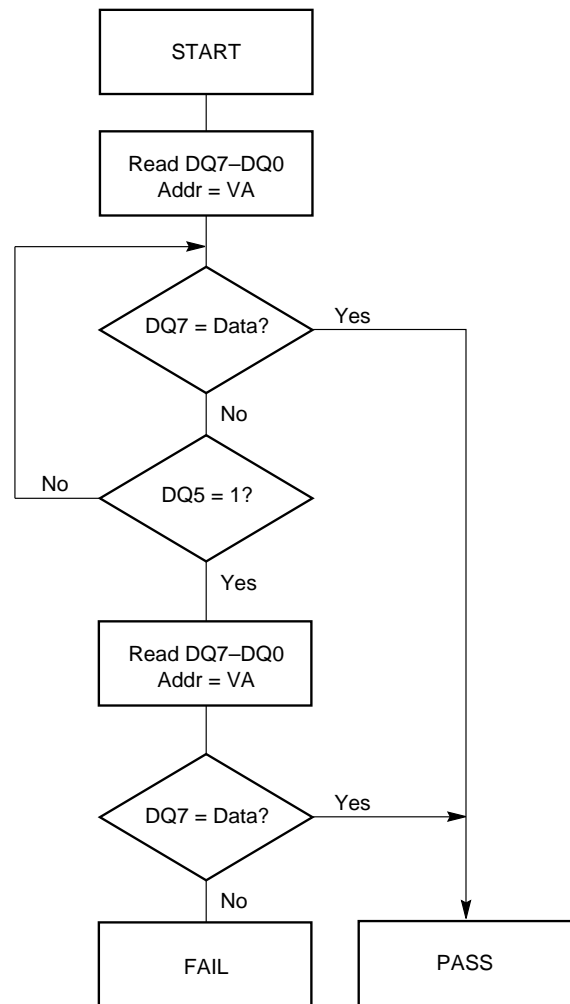 START
Read DQ7–DQ0
Addr = VA
DQ7 = Data?
Yes
No
No
DQ5 = 1?
Yes
Read DQ7–DQ0
Addr = VA
DQ7 = Data?
Yes
No
FAIL
PASS